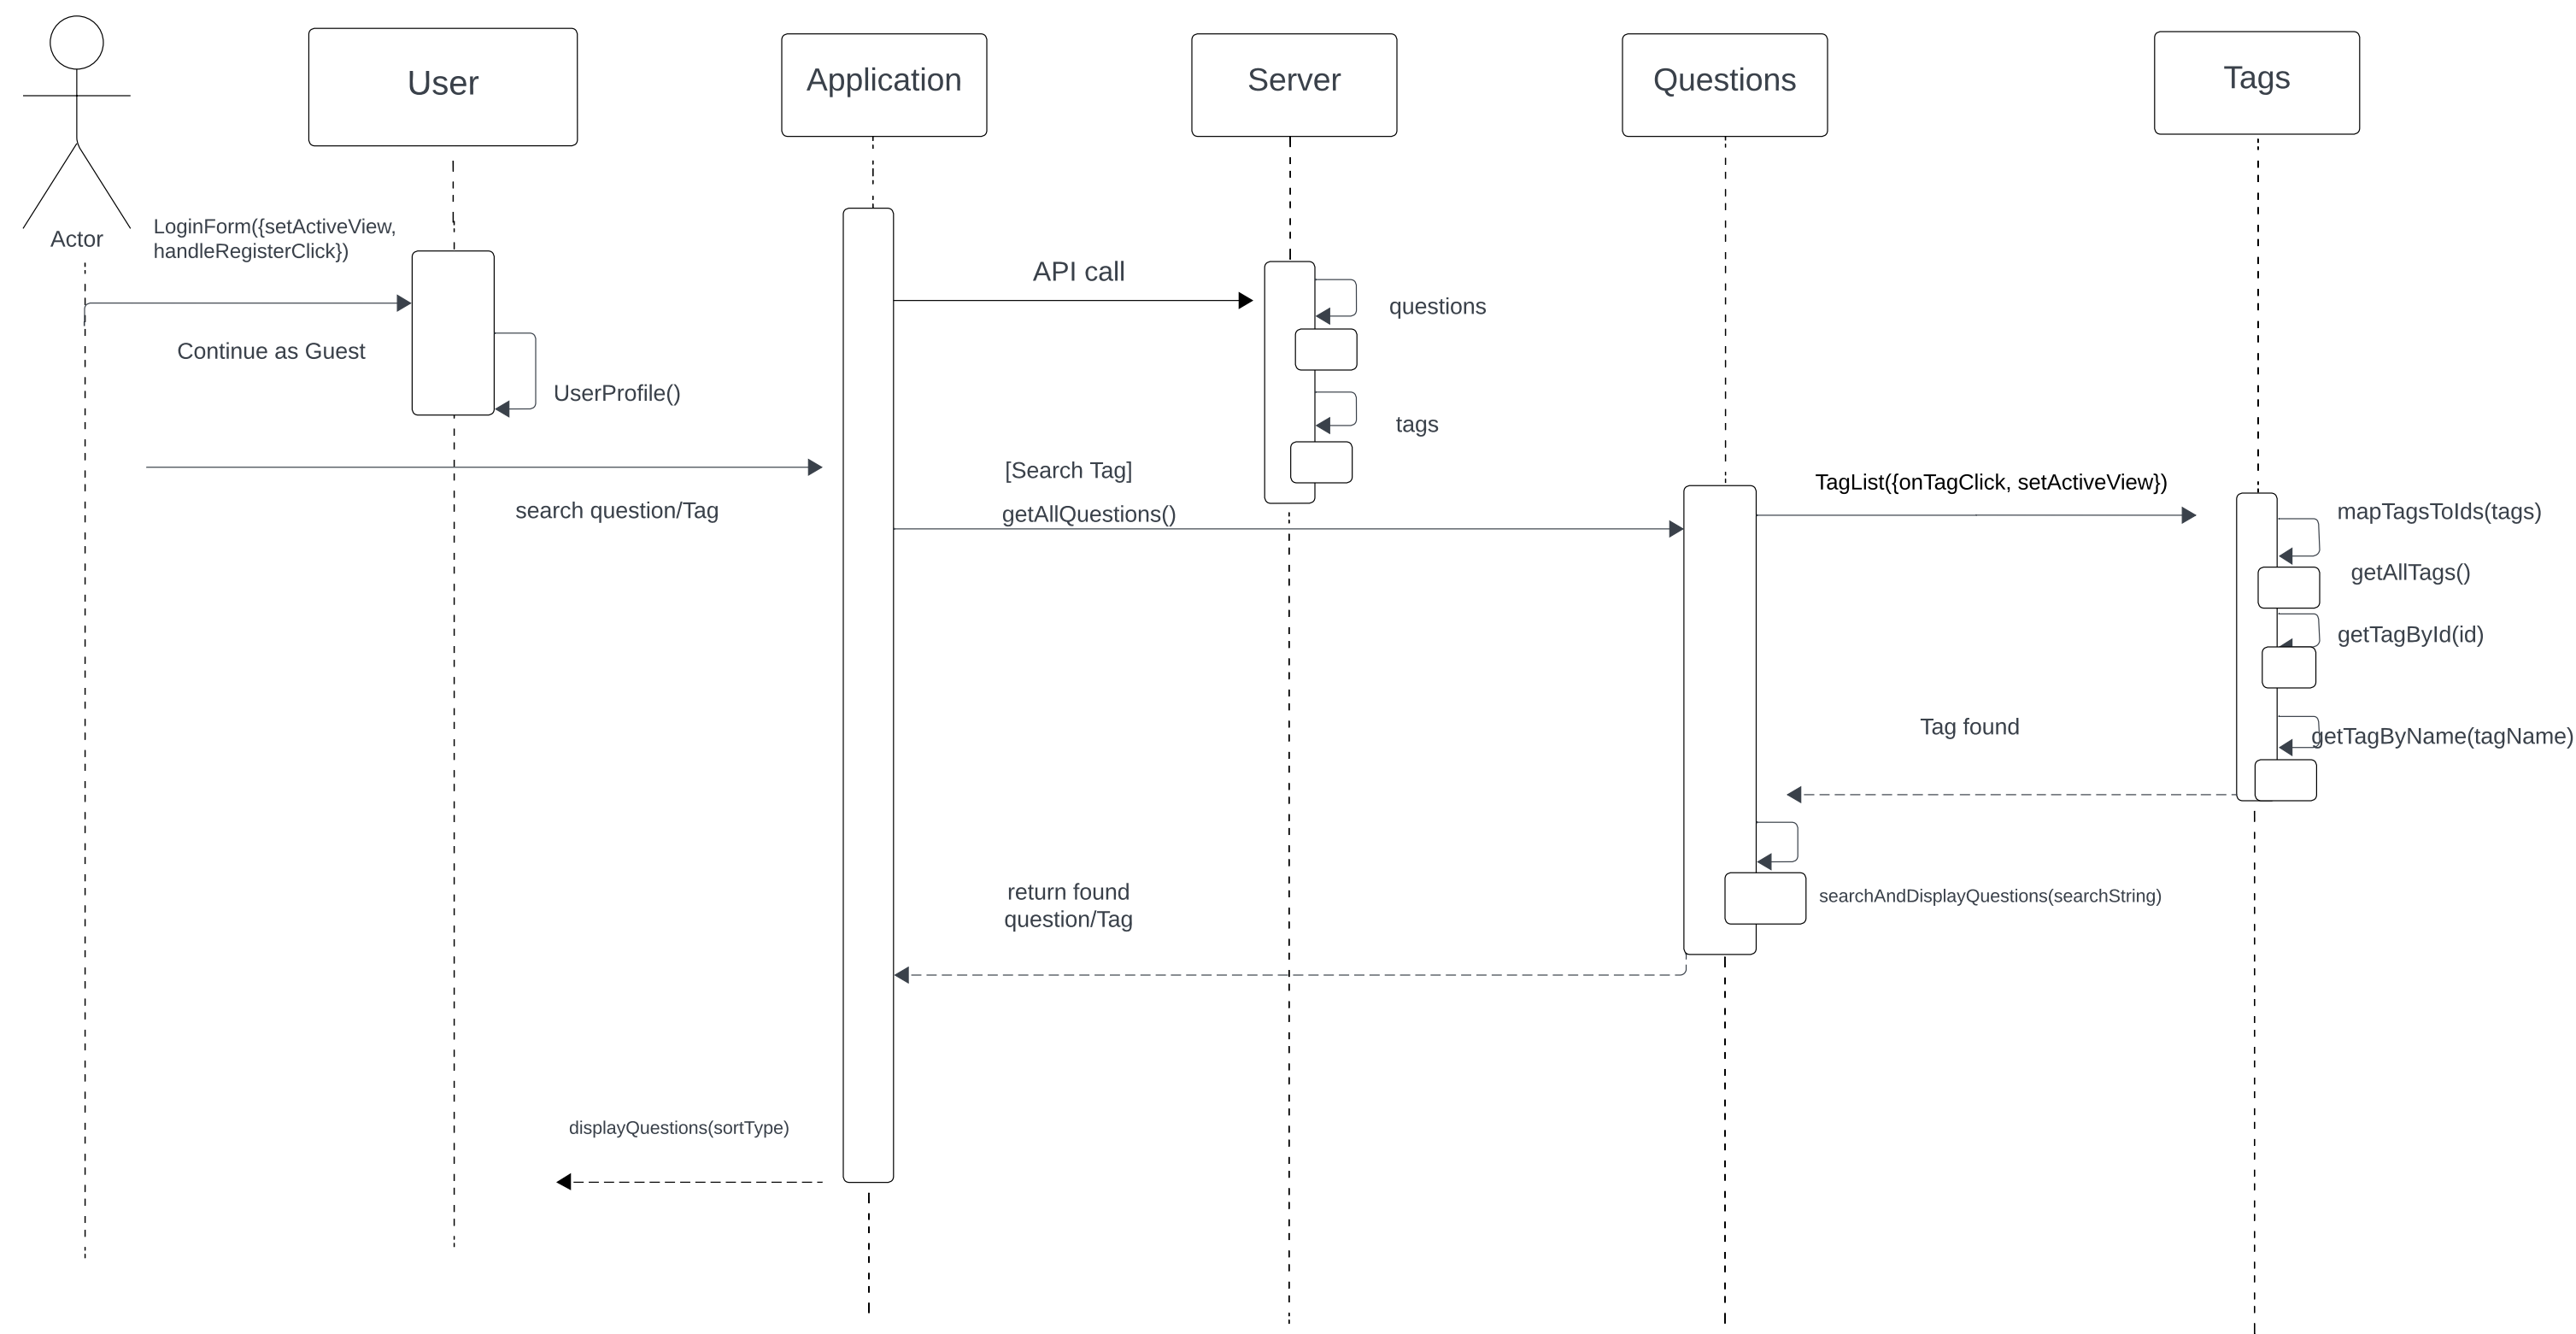 User
Application
Server
Questions
Tags
Actor
LoginForm({setActiveView,
handleRegisterClick})
API call
questions
Continue as Guest
UserProfile()
tags
[Search Tag]
search question/Tag
getAllQuestions()
TagList({onTagClick, setActiveView})
mapTagsToIds(tags)
getAllTags()
getTagById(id)
Tag found
getTagByName(tagName)
return found
question/Tag
searchAndDisplayQuestions(searchString)
displayQuestions(sortType)